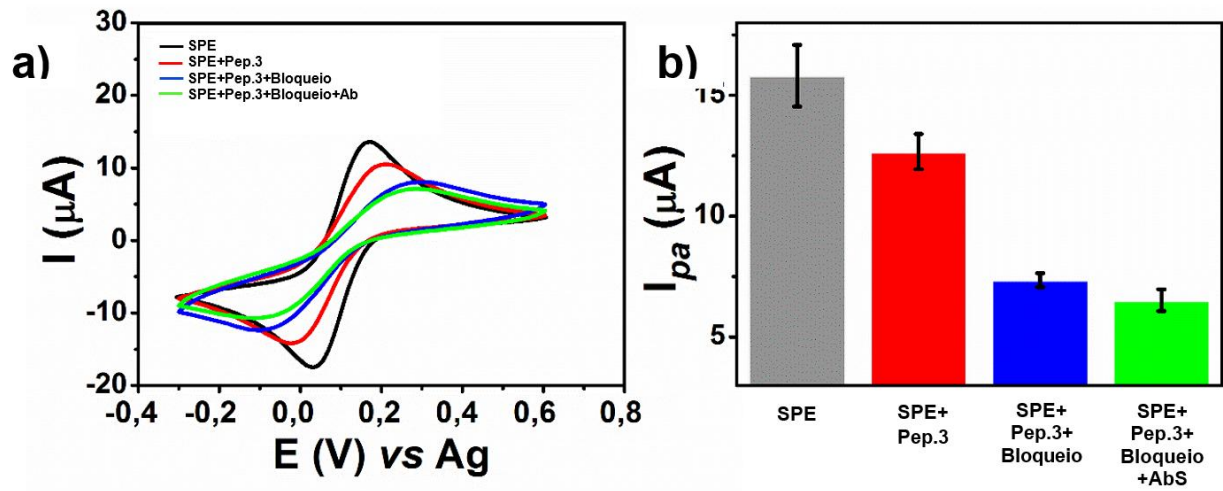 a)
30
20
10
0
-10
-20
I (µA)
SPE
SPE+Pep.3
SPE+Pep.3+Bloqueio
SPE+Pep.3+Bloqueio+Ab
-0,4
-0,2
0,0
0,2
0,4
0,6
0,8
E (V) vs Ag
b)
15
10
5
Ipa (µA)
SPE
SPE+
Pep.3
SPE+
Pep.3+
Bloqueio
SPE+
Pep.3+
Bloqueio
+AbS